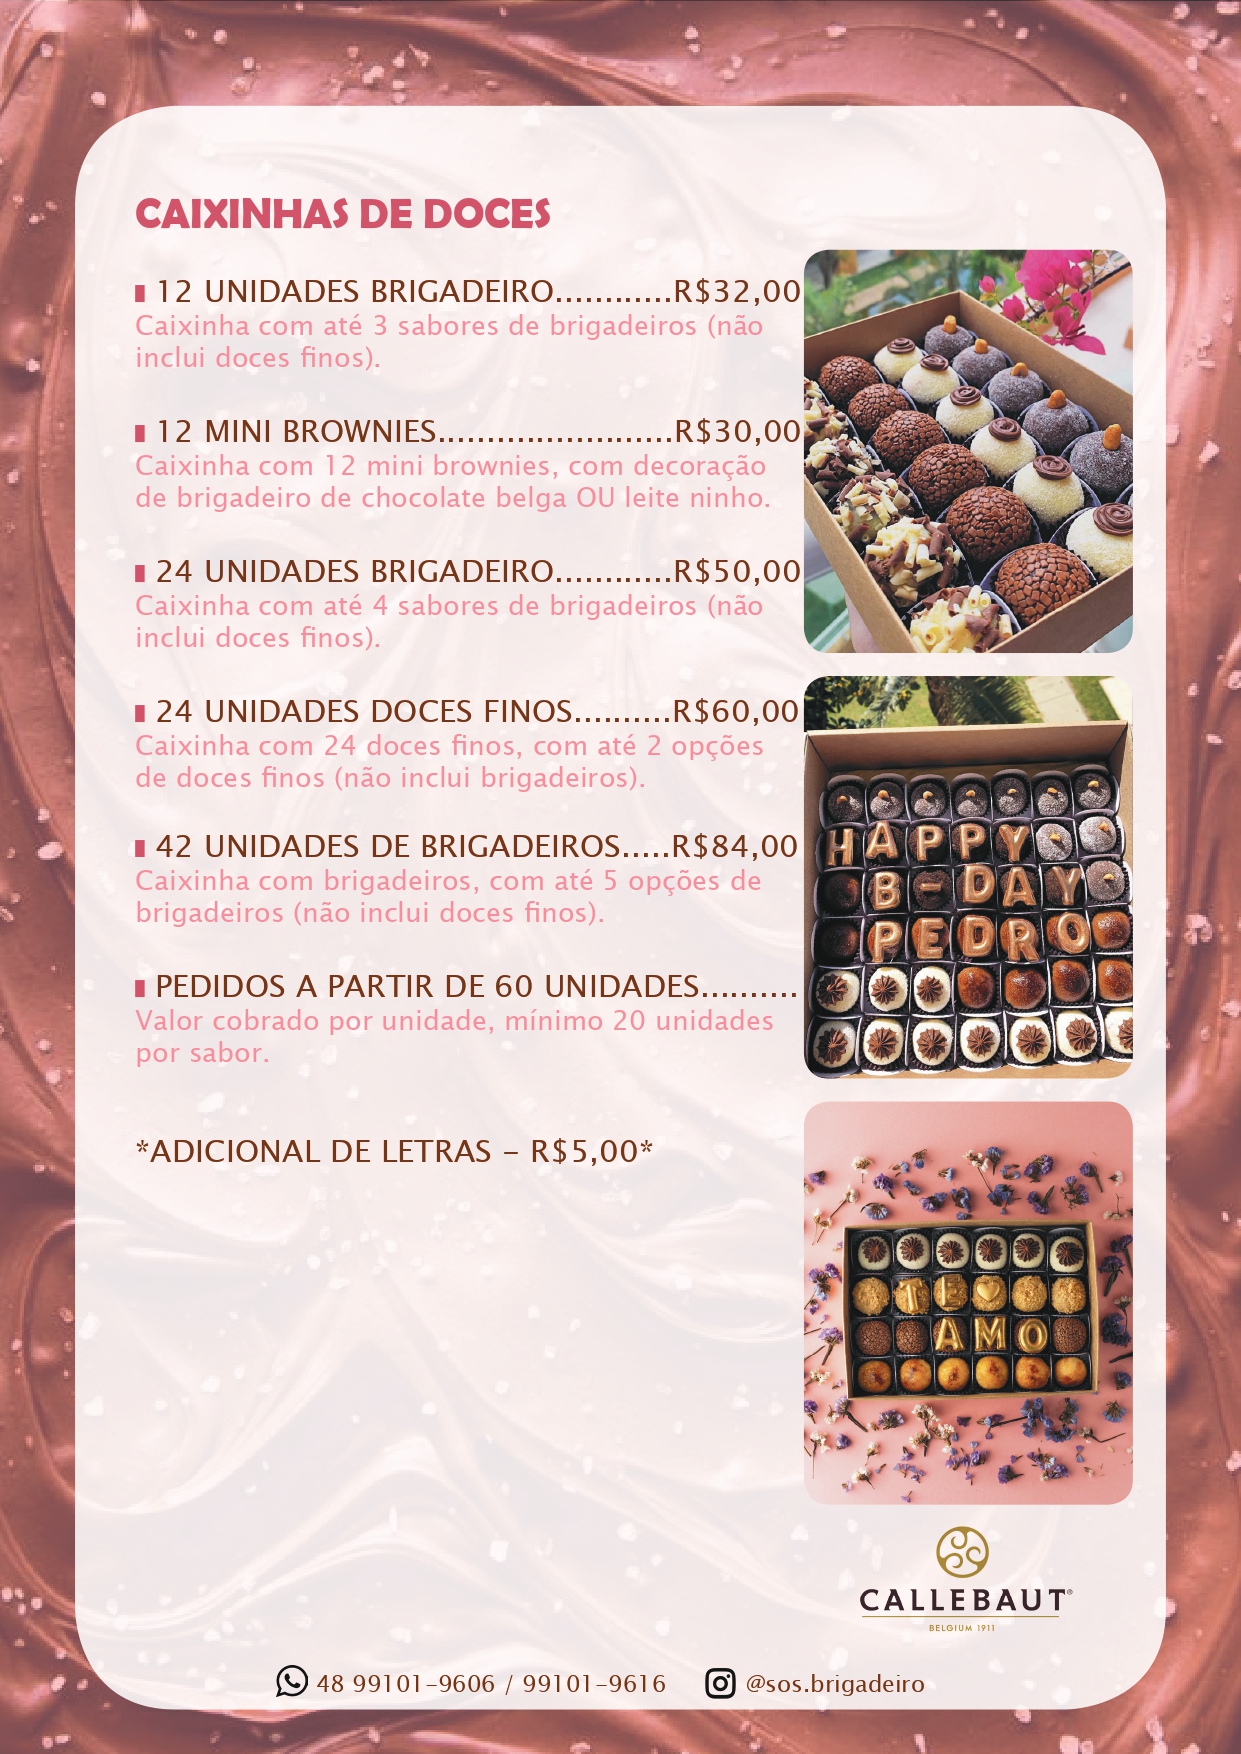 CAIXINHAS DE DOCES
12 UNIDADES BRIGADEIRO............R$32,00
Caixinha com até 3 sabores de brigadeiros (não
inclui doces finos).
12 MINI BROWNIES........................R$30,00
Caixinha com 12 mini brownies, com decoração
de brigadeiro de chocolate belga OU leite ninho.
24 UNIDADES BRIGADEIRO............R$50,00
Caixinha com até 4 sabores de brigadeiros (não
inclui doces finos).
24 UNIDADES DOCES FINOS..........R$60,00
Caixinha com 24 doces finos, com até 2 opções
de doces finos (não inclui brigadeiros).
42 UNIDADES DE BRIGADEIROS.....R$84,00
Caixinha com brigadeiros, com até 5 opções de
brigadeiros (não inclui doces finos).
PEDIDOS A PARTIR DE 60 UNIDADES..........
Valor cobrado por unidade, mínimo 20 unidades
por sabor.
*ADICIONAL DE LETRAS - R$5,00*
HAPPY
B-DAY
PEDRO
TE
AMO
CALLEBAUT®
BELGIUM 1911
48 99101-9606 / 99101-9616
@sos.brigadeiro